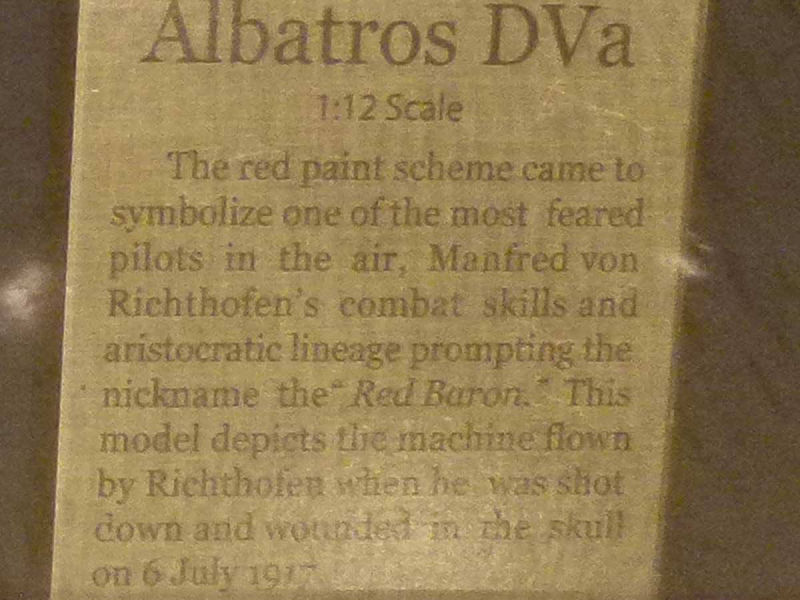 Albatros DVa
1:12 Scale
The red paint scheme came to
symbolize one of the most feared
pilots in the air, Manfred von
Richthofen's combat skills and
aristocratic lineage prompting the
nickname the "Red Baron." This
model depicts the machine flown
by Richthofen when he was shot
down and wounded in the skull
on 6 July 1917